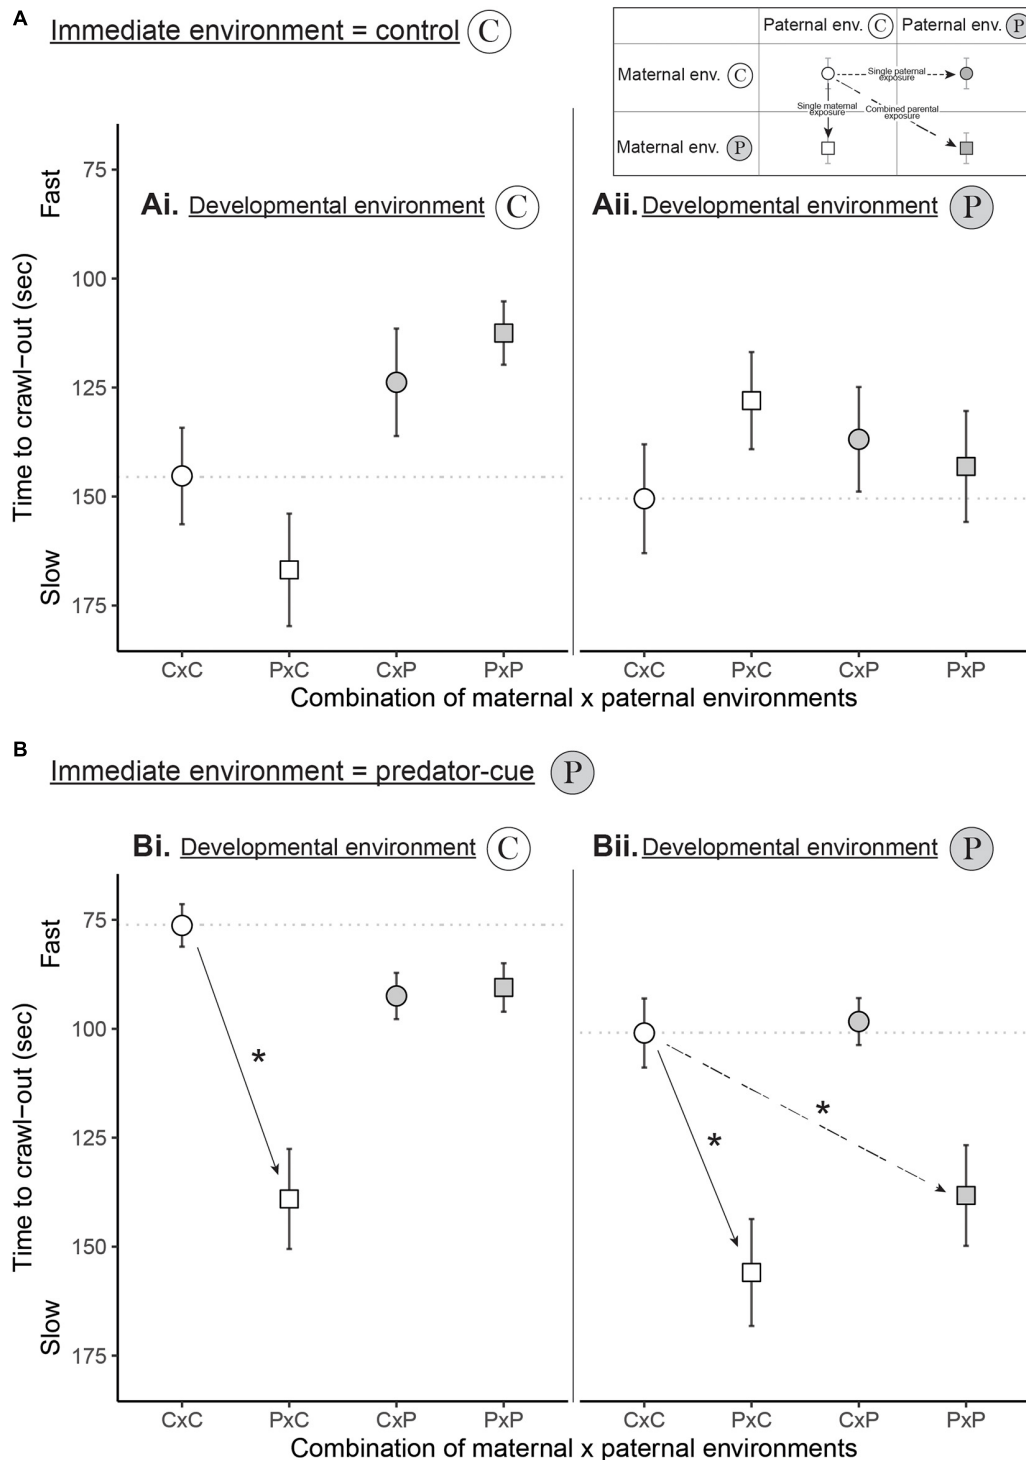 A
Immediate environment = control C
Paternal env. C Paternal env. P
Maternal env. C
Single paternal
exposure
Single maternal
exposure
Combined parental
exposure
Maternal env. P
Ai. Developmental environment C
Aii. Developmental environment P
Fast
Time to crawl–out (sec)
Slow
75
100
125
150
175
CxC PxC CxP PxP
CxC PxC CxP PxP
Combination of maternal x paternal environments
B
Immediate environment = predator-cue P
Bi. Developmental environment C
Bii. Developmental environment P
Fast
Time to crawl–out (sec)
Slow
75
100
125
150
175
*
*
*
CxC PxC CxP PxP
CxC PxC CxP PxP
Combination of maternal x paternal environments